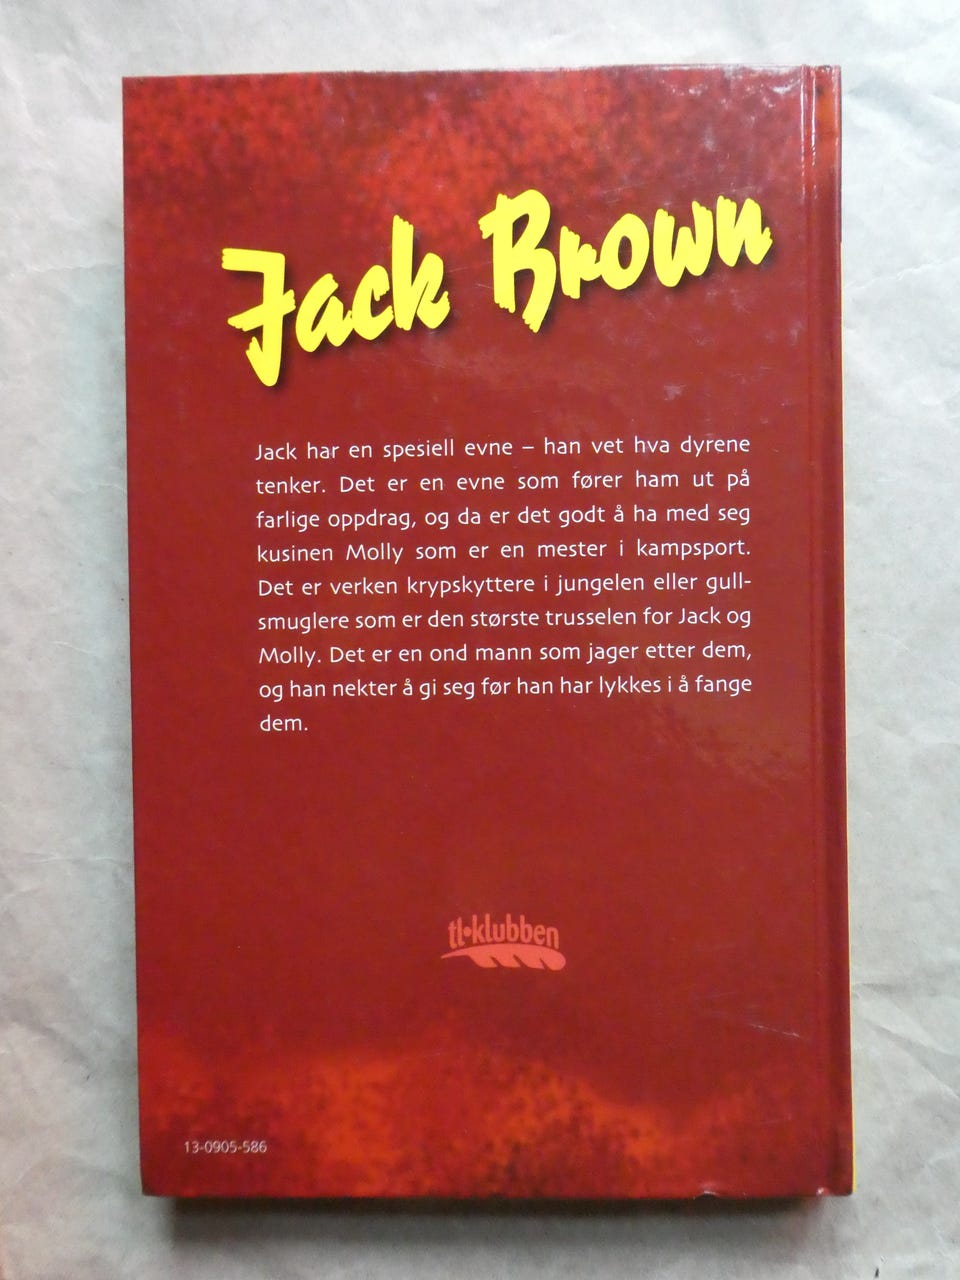 Jack Brown
Jack har en spesiell evne – han vet hva dyrene
tenker. Det er en evne som fører ham ut på
farlige oppdrag, og da er det godt å ha med seg
kusinen Molly som er en mester i kampsport.
Det er verken krypskyttere i jungelen eller gull-
smuglere som er den største trusselen for Jack og
Molly. Det er en ond mann som jager etter dem,
og han nekter å gi seg før han har lykkes i å fange
dem.
tl•klubben
13-0905-586